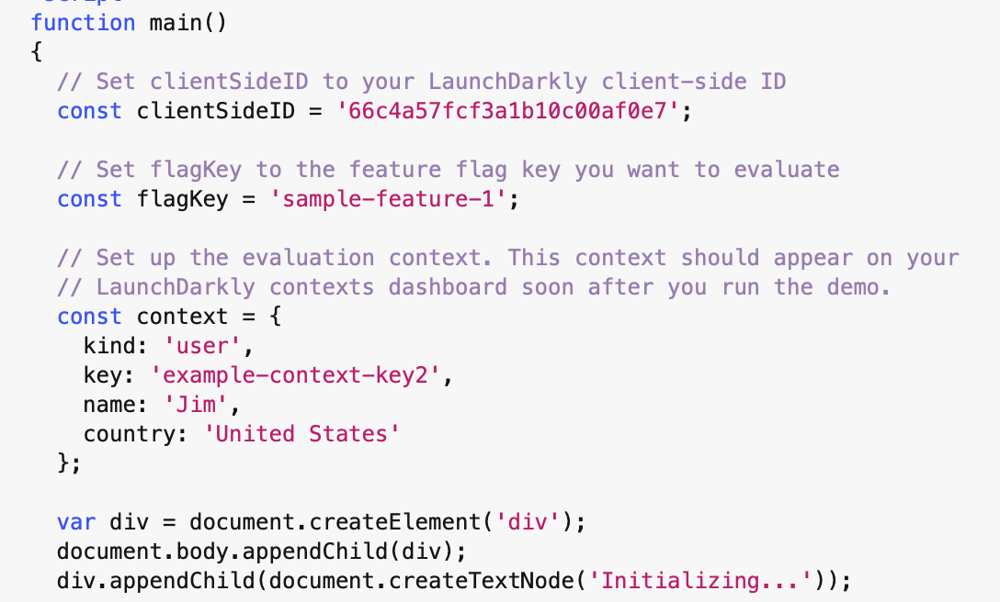 function main()
{
// Set clientSideID to your LaunchDarkly client-side ID
const clientSideID = '66c4a57fcf3a1b10c00af0e7';
// Set flagKey to the feature flag key you want to evaluate
const flagKey = 'sample-feature-1';
// Set up the evaluation context. This context should appear on your
// LaunchDarkly contexts dashboard soon after you run the demo.
const context = {
kind: 'user',
key: 'example-context-key2',
name: 'Jim',
country: 'United States'
};
var div = document.createElement('div');
document.body.appendChild(div);
div.appendChild(document.createTextNode('Initializing...'));